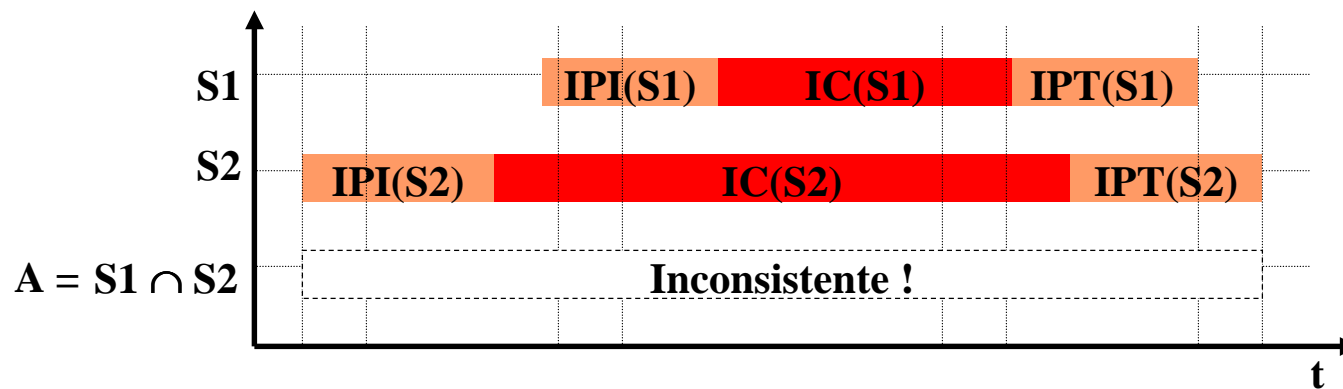 S1 IPI(S1) IC(S1) IPT(S1)
S2 IPI(S2) IC(S2) IPT(S2)
A = S1 ∩ S2 Inconsistente !
t